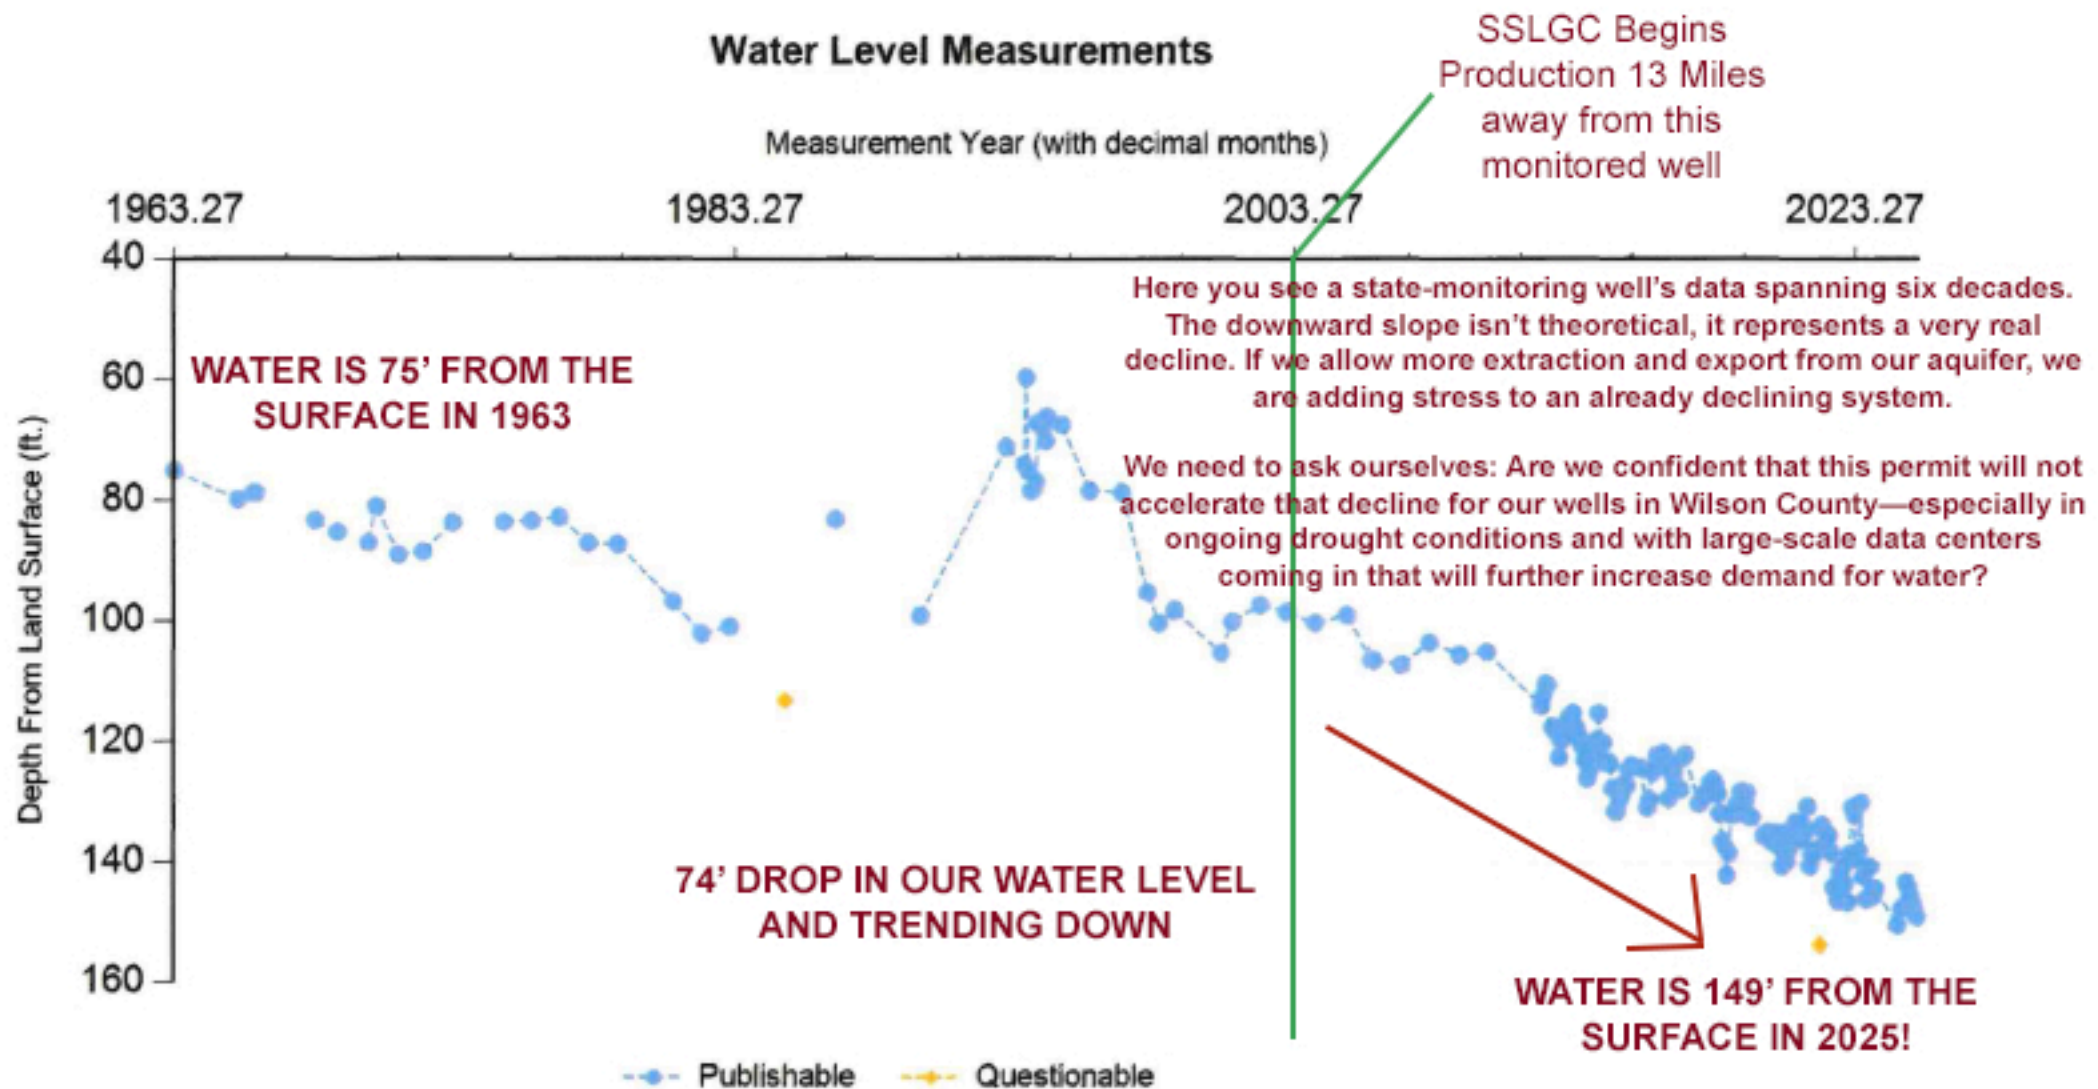 Water Level Measurements
SSLGC Begins
Production 13 Miles
away from this
monitored well
Measurement Year (with decimal months)
1963.27
1983.27
2003.27
2023.27
40
60
80
100
120
140
160
Depth From Land Surface (ft.)
WATER IS 75’ FROM THE
SURFACE IN 1963
Here you see a state-monitoring well’s data spanning six decades.
The downward slope isn’t theoretical, it represents a very real
decline. If we allow more extraction and export from our aquifer, we
are adding stress to an already declining system.
We need to ask ourselves: Are we confident that this permit will not
accelerate that decline for our wells in Wilson County—especially in
ongoing drought conditions and with large-scale data centers
coming in that will further increase demand for water?
74’ DROP IN OUR WATER LEVEL
AND TRENDING DOWN
WATER IS 149’ FROM THE
SURFACE IN 2025!
Publishable
Questionable